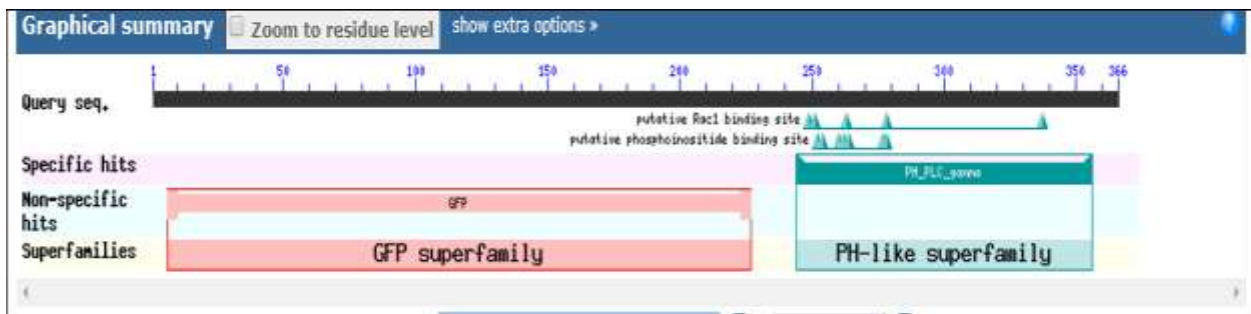 Graphical summary Zoom to residue level show extra options »
1 50 100 150 200 250 300 350 366
Query seq.
putative Rac1 binding site
putative phosphoinositide binding site
Specific hits
PH_PLC_gamma
Non-specific
hits
GFP
Superfamilies
GFP superfamily
PH-like superfamily